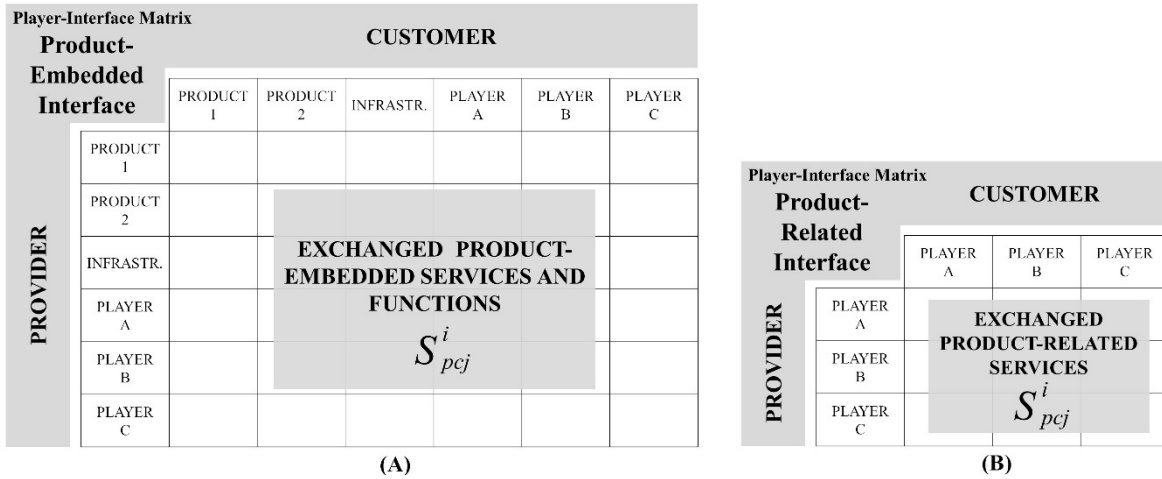 Player-Interface Matrix
Product-
Embedded
Interface
CUSTOMER
PRODUCT
1
PRODUCT
2
INFRASTR.
PLAYER
A
PLAYER
B
PLAYER
C
PROVIDER
PRODUCT
1
PRODUCT
2
INFRASTR.
PLAYER
A
PLAYER
B
PLAYER
C
EXCHANGED PRODUCT-
EMBEDDED SERVICES AND
FUNCTIONS
S^i_{pcj}
(A)
Player-Interface Matrix
Product-
Related
Interface
CUSTOMER
PLAYER
A
PLAYER
B
PLAYER
C
PROVIDER
PLAYER
A
PLAYER
B
PLAYER
C
EXCHANGED
PRODUCT-RELATED
SERVICES
S^i_{pcj}
(B)